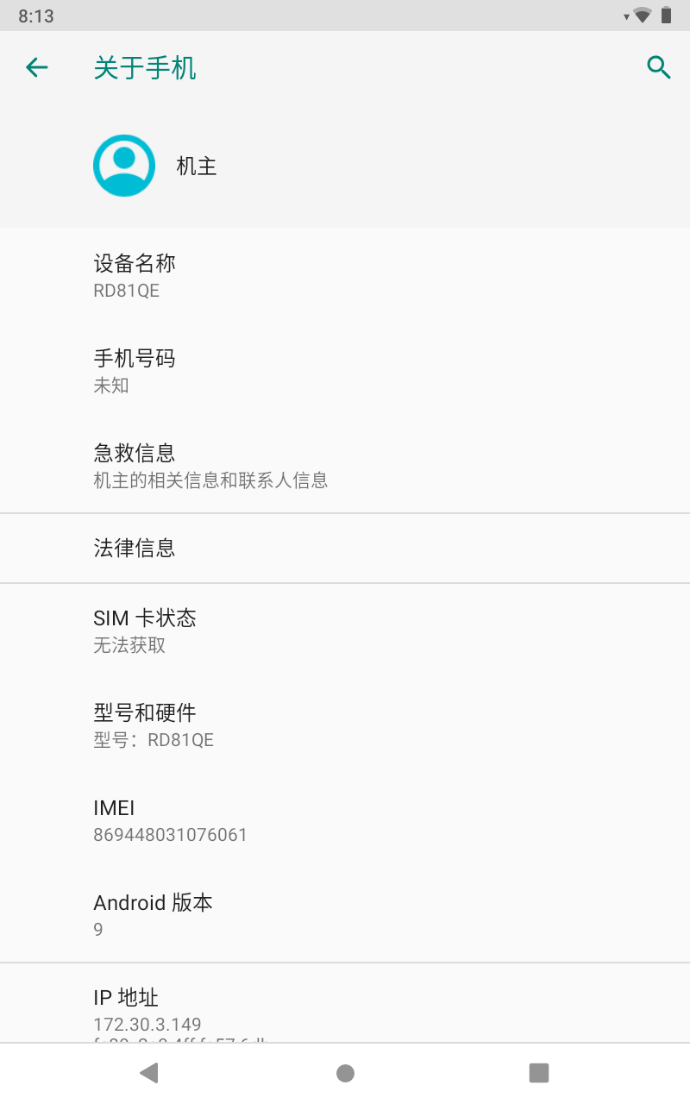 8:13
关于手机
机主
设备名称
RD81QE
手机号码
未知
急救信息
机主的相关信息和联系人信息
法律信息
SIM 卡状态
无法获取
型号和硬件
型号：RD81QE
IMEI
869448031076061
Android 版本
9
IP 地址
172.30.3.149